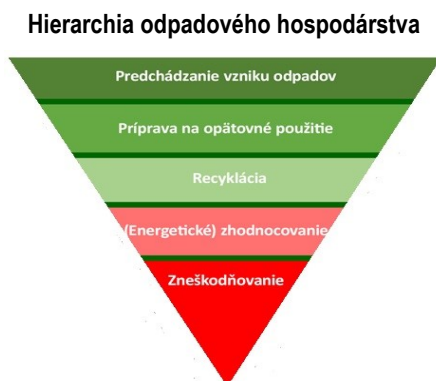 Hierarchia odpadového hospodárstva
Predchádzanie vzniku odpadov
Príprava na opätovné použitie
Recyklácia
(Energetické) zhodnocovanie
Zneškodňovanie